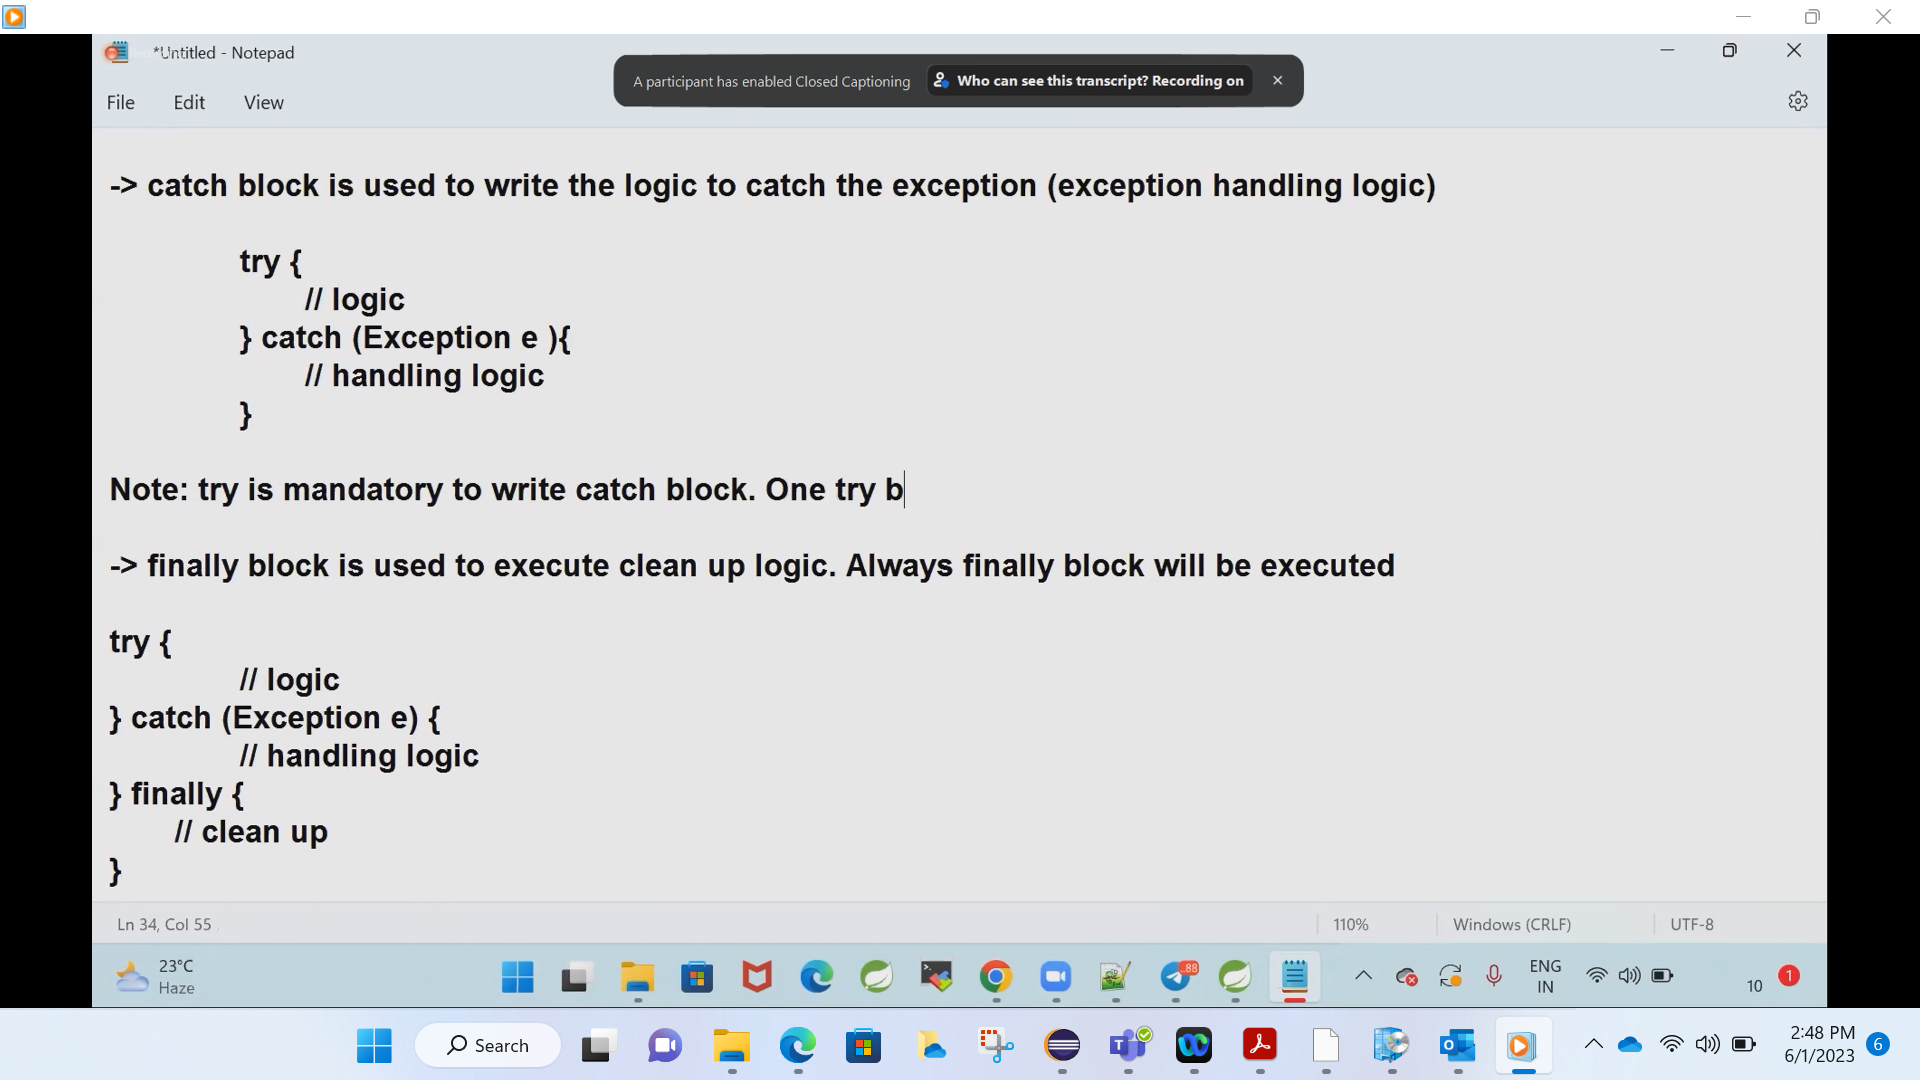 *Untitled - Notepad
A participant has enabled Closed Captioning Who can see this transcript? Recording on
File Edit View
-> catch block is used to write the logic to catch the exception (exception handling logic)
try {
// logic
} catch (Exception e ){
// handling logic
}
Note: try is mandatory to write catch block. One try b
-> finally block is used to execute clean up logic. Always finally block will be executed
try {
// logic
} catch (Exception e) {
// handling logic
} finally {
// clean up
}
Ln 34, Col 55 110% Windows (CRLF) UTF-8
23°C
Haze
.88
ENG
IN
10 1
Search
2:48 PM
6/1/2023
6